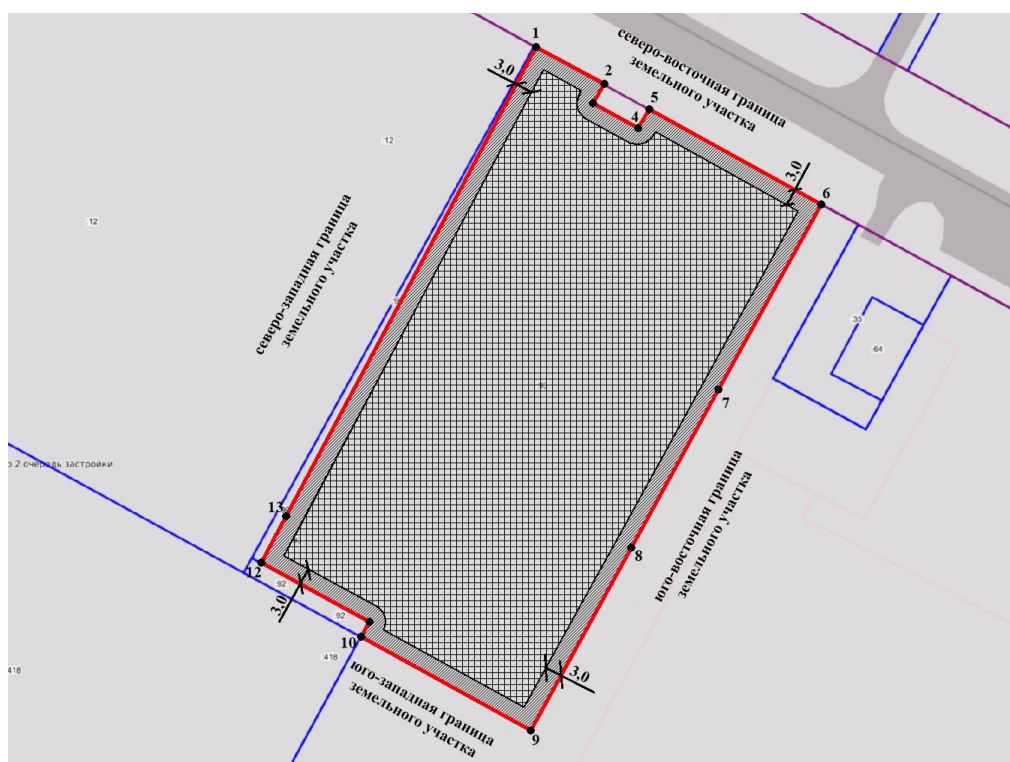 1
северо-восточная граница
земельного участка
3,0
2
5
4
:12
3,0
6
:12
северо-западная граница
земельного участка
:35
:64
7
о 2 очередь застройки
юго-восточная граница
земельного участка
13
8
12
:92
3,0
:92
10
:418
:418
3,0
юго-западная граница
земельного участка
9